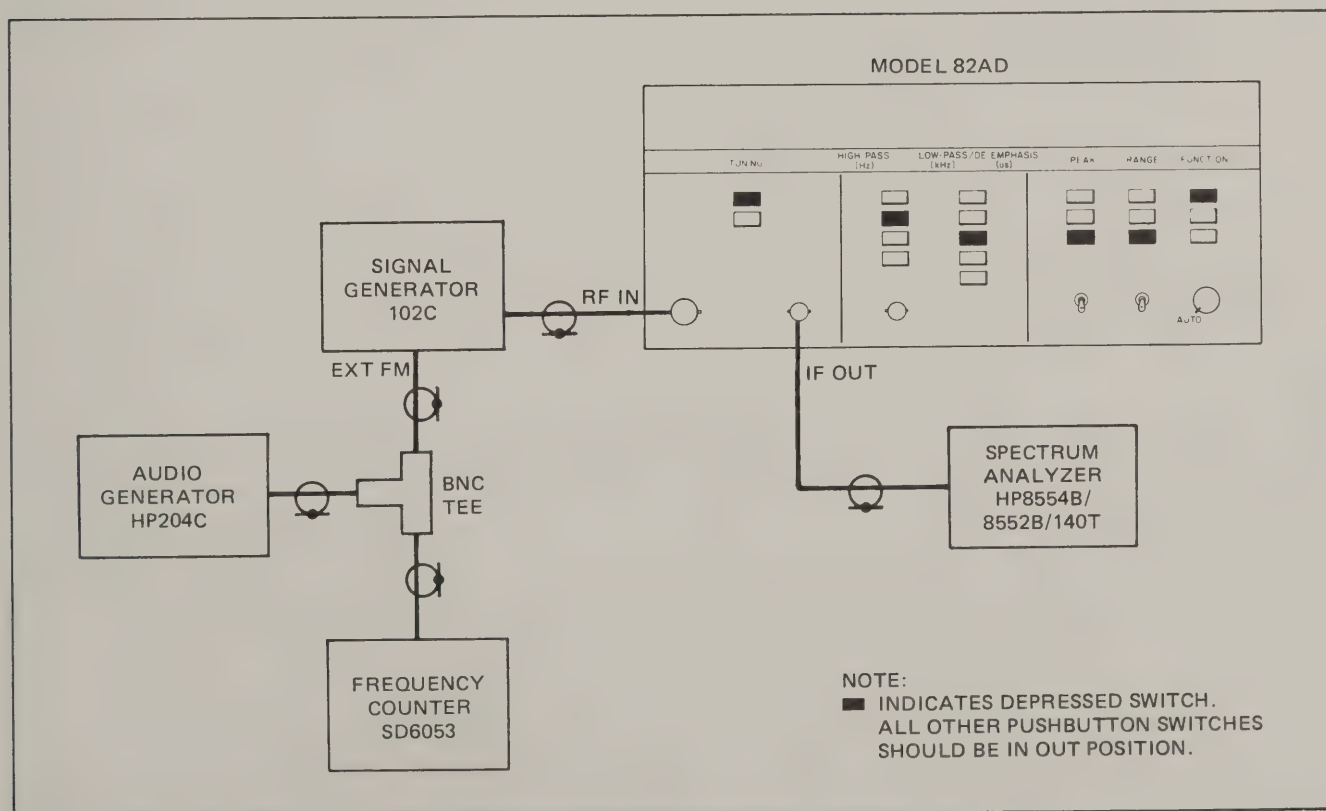 MODEL 82AD
HIGH PASS LOW-PASS/DE EMPHASIS PEAK RANGE
(Hz) (kHz) (us)
SIGNAL
GENERATOR
102C
RF IN
AUTO
EXT FM
IF OUT
AUDIO
GENERATOR
HP204C
BNC
TEE
SPECTRUM
ANALYZER
HP8554B/
8552B/140T
FREQUENCY
COUNTER
SD6053
NOTE:
INDICATES DEPRESSED SWITCH.
ALL OTHER PUSHBUTTON SWITCHES
SHOULD BE IN OUT POSITION.